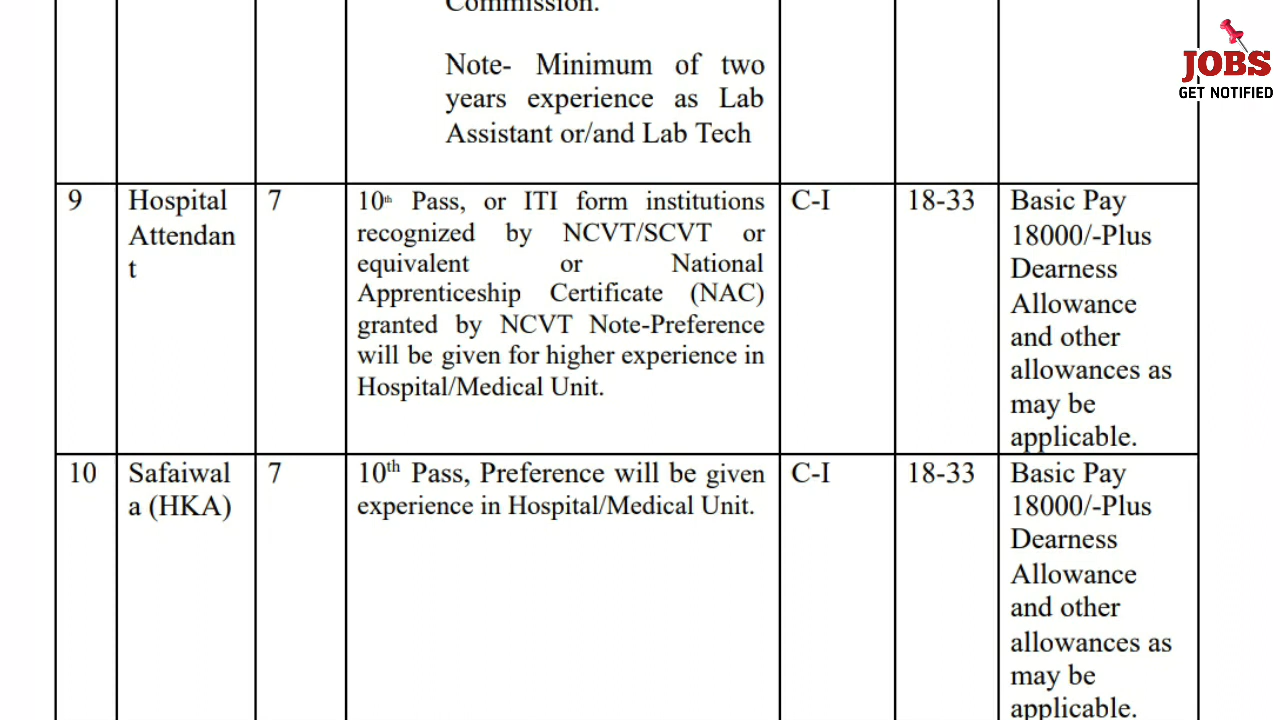 Commission.
Note- Minimum of two
years experience as Lab
Assistant or/and Lab Tech
JOBS
GET NOTIFIED
9
Hospital
Attendan
t
7
10th Pass, or ITI form institutions
recognized by NCVT/SCVT or
equivalent or National
Apprenticeship Certificate (NAC)
granted by NCVT Note-Preference
will be given for higher experience in
Hospital/Medical Unit.
C-I
18-33
Basic Pay
18000/-Plus
Dearness
Allowance
and other
allowances as
may be
applicable.
10
Safaiwal
a (HKA)
7
10th Pass, Preference will be given
experience in Hospital/Medical Unit.
C-I
18-33
Basic Pay
18000/-Plus
Dearness
Allowance
and other
allowances as
may be
applicable.